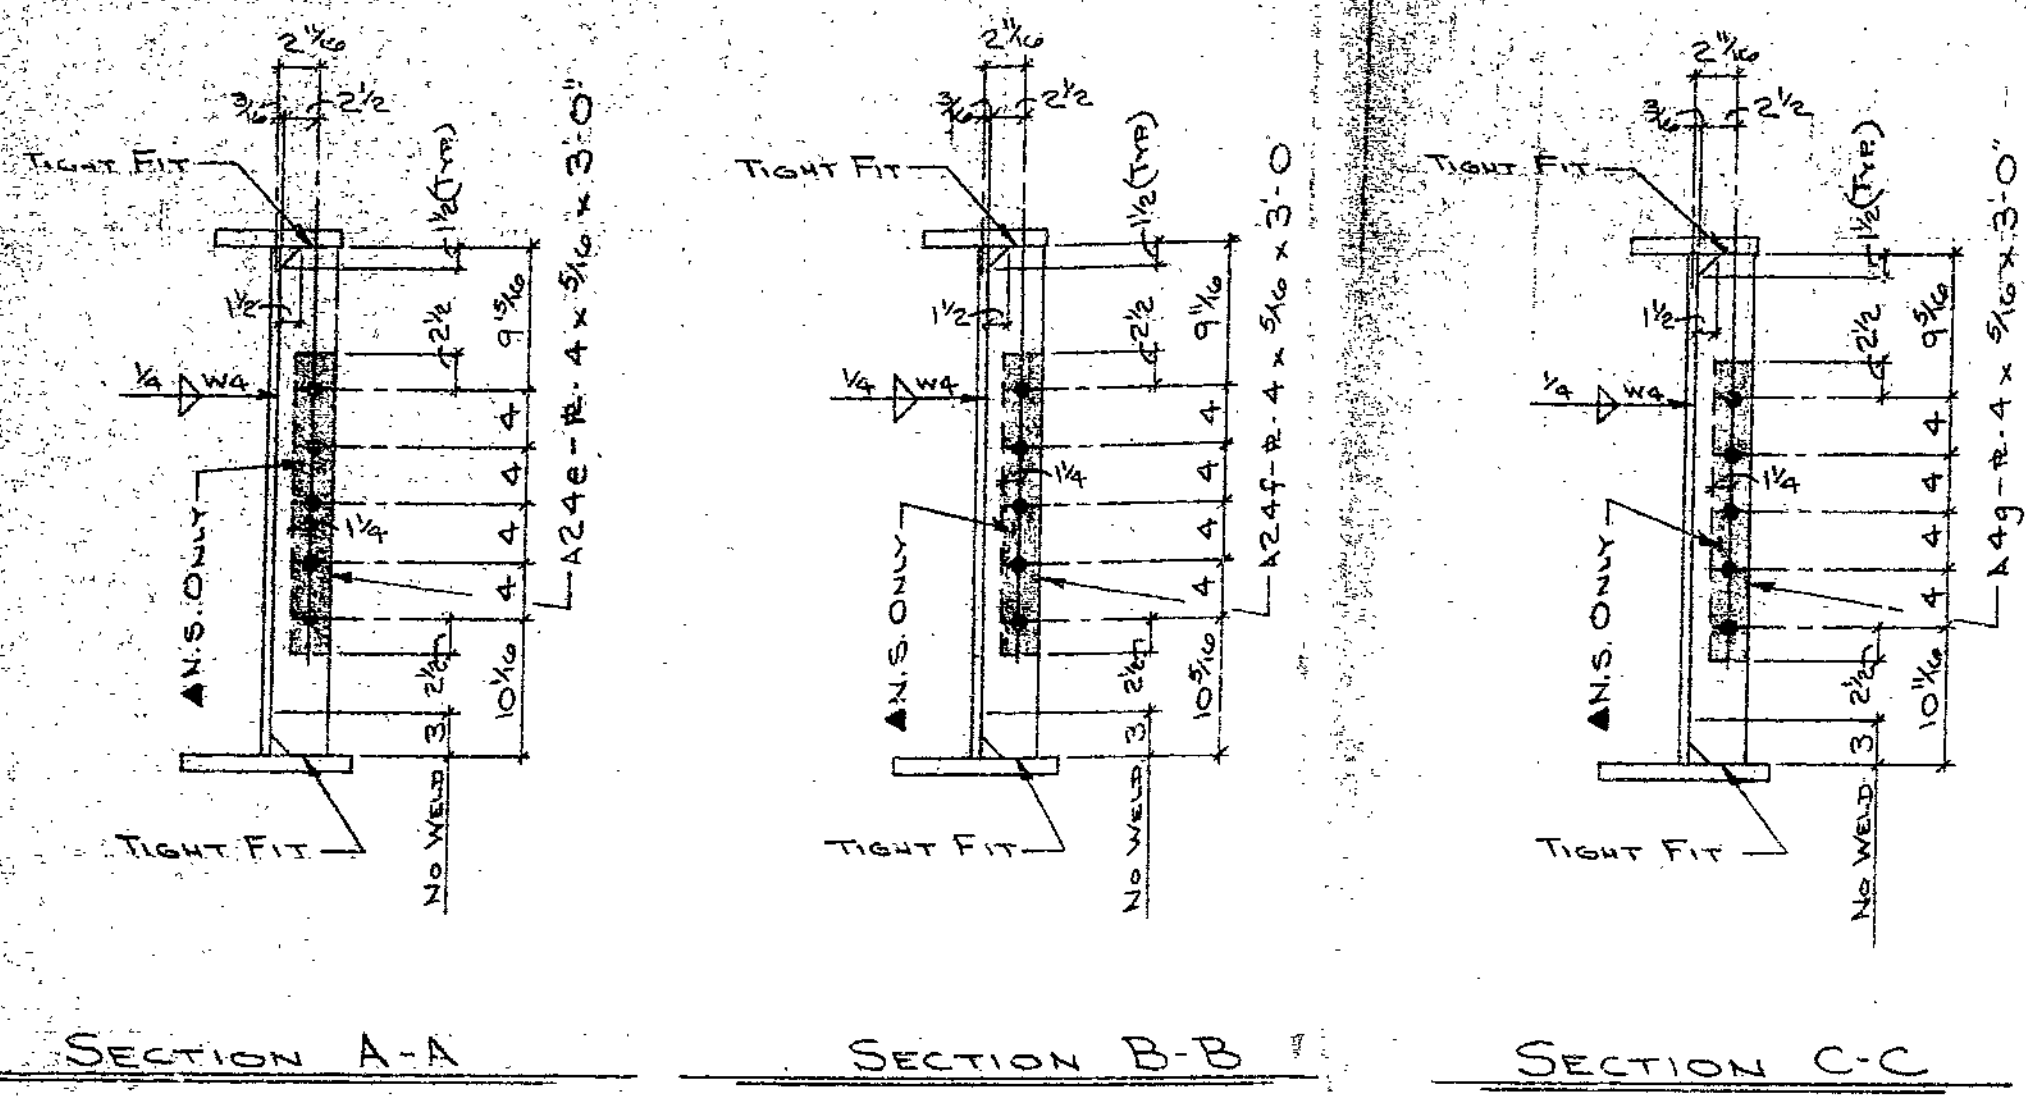 2 11/16
3/16
2 1/2
TIGHT FIT
1 1/2 (TYP.)
1 1/2
2 1/2
9 15/16
1/4
W4
4
4
4
4
1 1/4
▲N.S. ONLY
A24e-PL. 4 x 5/16 x 3'-0"
2 1/2
10 1/16
3
NO WELD
TIGHT FIT
SECTION A-A
2 11/16
3/16
2 1/2
TIGHT FIT
1 1/2 (TYP.)
1 1/2
2 1/2
9 11/16
1/4
W4
4
4
4
4
1 1/4
▲N.S. ONLY
A24f-PL. 4 x 5/16 x 3'-0
2 1/2
10 5/16
3
NO WELD
TIGHT FIT
SECTION B-B
2 11/16
3/16
2 1/2
TIGHT FIT
1 1/2 (TYP.)
1 1/2
2 1/2
9 5/16
1/4
W4
4
4
4
4
1 1/4
▲N.S. ONLY
A4g-PL. 4 x 5/16 x 3'-0"
2 1/2
10 11/16
3
NO WELD
TIGHT FIT
SECTION C-C